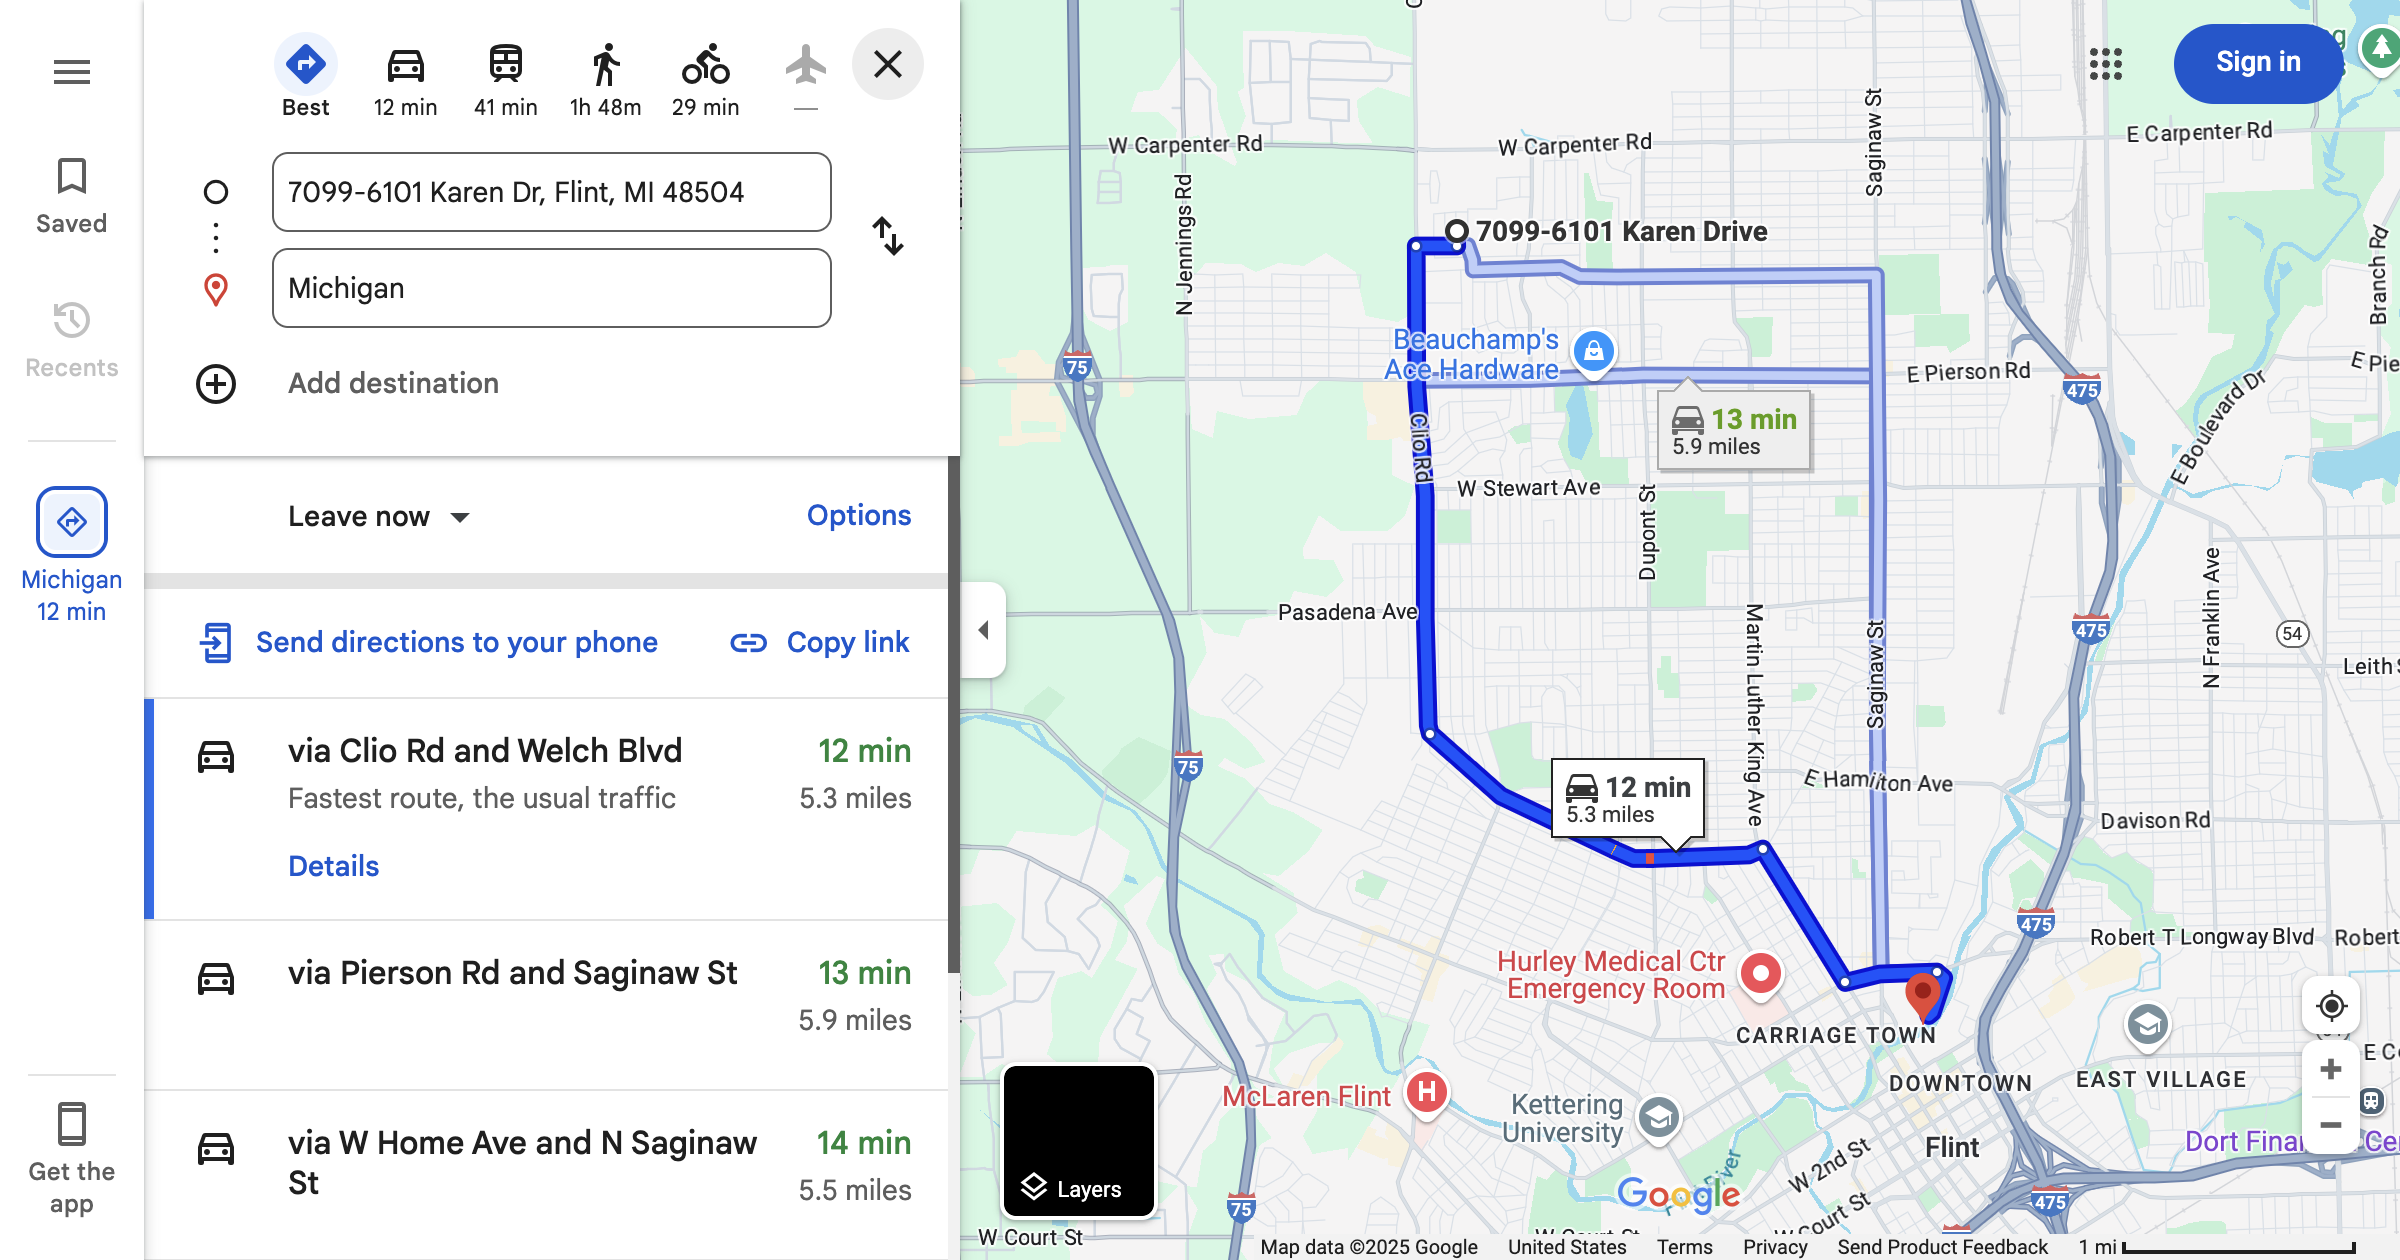 Best
12 min
41 min
1h 48m
29 min
—
Sign in
Saved
Recents
Michigan
12 min
Get the
app
7099-6101 Karen Dr, Flint, MI 48504
Michigan
Add destination
Leave now
Options
Send directions to your phone
Copy link
via Clio Rd and Welch Blvd
12 min
Fastest route, the usual traffic
5.3 miles
Details
via Pierson Rd and Saginaw St
13 min
5.9 miles
via W Home Ave and N Saginaw
St
14 min
5.5 miles
W Carpenter Rd
W Carpenter Rd
E Carpenter Rd
N Jennings Rd
Saginaw St
Branch Rd
7099-6101 Karen Drive
Beauchamp's
Ace Hardware
75
E Pierson Rd
475
E Pie
13 min
5.9 miles
E Boulevard Dr
Clio Rd
W Stewart Ave
Dupont St
Pasadena Ave
Martin Luther King Ave
Saginaw St
475
N Franklin Ave
54
Leith
75
12 min
5.3 miles
E Hamilton Ave
Davison Rd
475
Robert T Longway Blvd
Robert
Hurley Medical Ctr
Emergency Room
CARRIAGE TOWN
DOWNTOWN
EAST VILLAGE
McLaren Flint
H
Kettering
University
Flint
Dort Finan
Cen
W 2nd St
River
W Court St
W Court St
W Court St
475
75
Layers
Google
Map data ©2025 Google
United States
Terms
Privacy
Send Product Feedback
1 mi